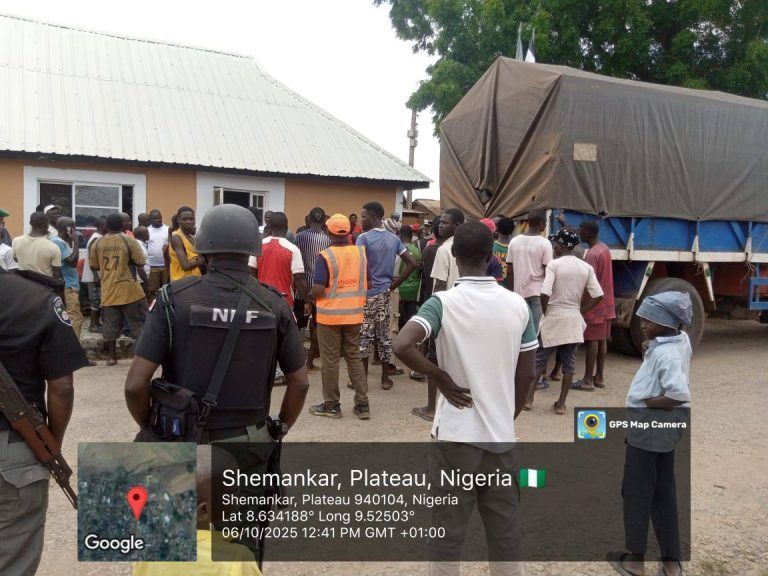 NPF
27
GPS Map Camera
Shemankar, Plateau, Nigeria
Shemankar, Plateau 940104, Nigeria
Lat 8.634188° Long 9.52503°
06/10/2025 12:41 PM GMT +01:00
Google